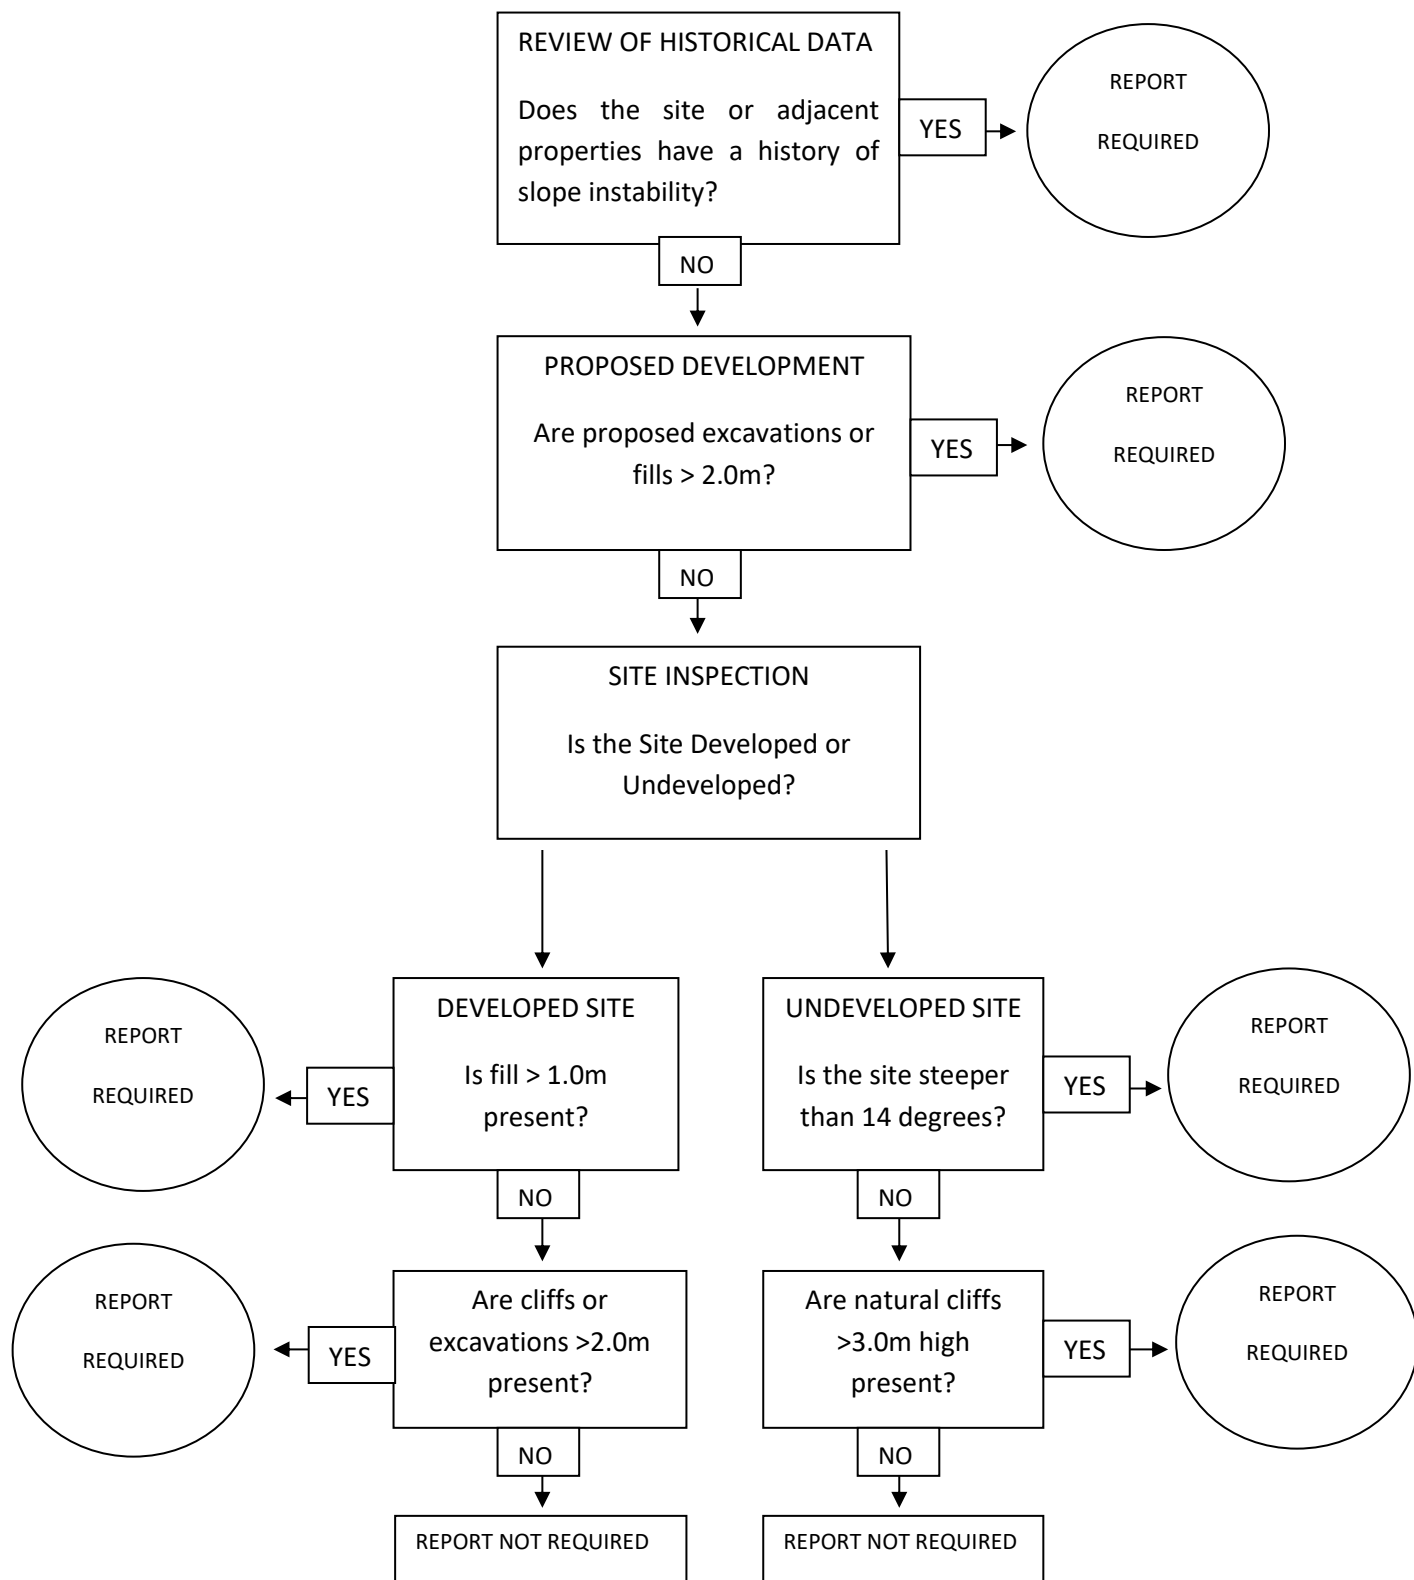 REVIEW OF HISTORICAL DATA
Does the site or adjacent
properties have a history of
slope instability?
YES
REPORT
REQUIRED
NO
PROPOSED DEVELOPMENT
Are proposed excavations or
fills > 2.0m?
YES
REPORT
REQUIRED
NO
SITE INSPECTION
Is the Site Developed or
Undeveloped?
DEVELOPED SITE
Is fill > 1.0m
present?
YES
REPORT
REQUIRED
NO
Are cliffs or
excavations >2.0m
present?
YES
REPORT
REQUIRED
NO
REPORT NOT REQUIRED
UNDEVELOPED SITE
Is the site steeper
than 14 degrees?
YES
REPORT
REQUIRED
NO
Are natural cliffs
>3.0m high
present?
YES
REPORT
REQUIRED
NO
REPORT NOT REQUIRED